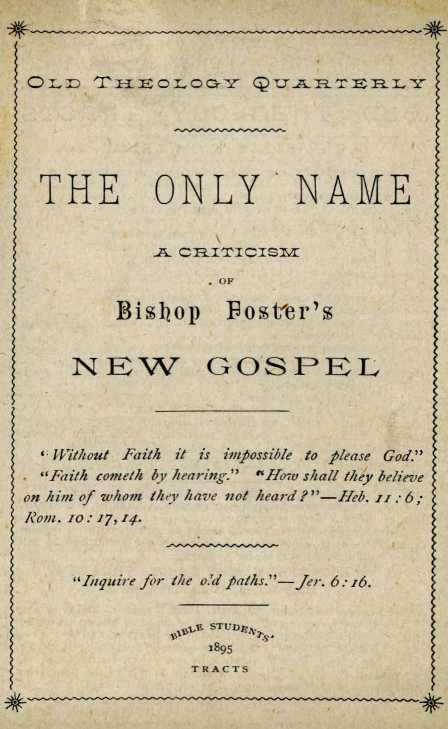 OLD THEOLOGY QUARTERLY
THE ONLY NAME
A CRITICISM
OF
Bishop Foster's
NEW GOSPEL
"Without Faith it is impossible to please God."
"Faith cometh by hearing." "How shall they believe
on him of whom they have not heard?"—Heb. 11:6;
Rom. 10:17, 14.
"Inquire for the old paths."—Jer. 6:16.
BIBLE STUDENTS'
1895
TRACTS